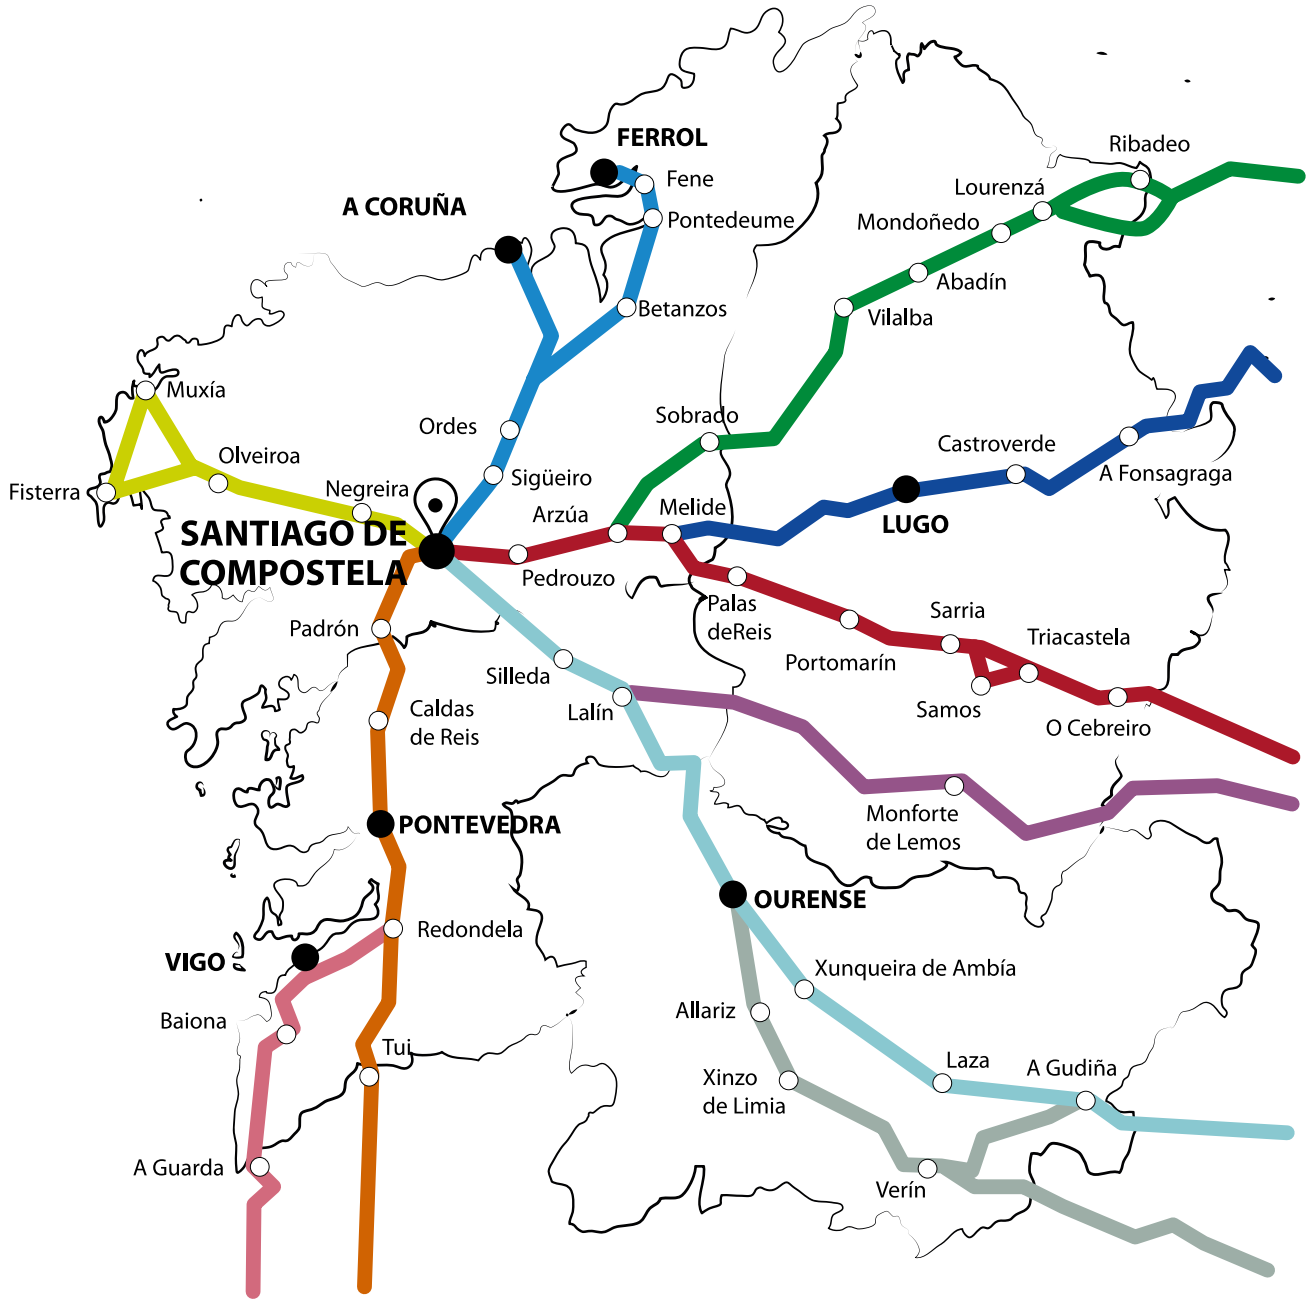 FERROL
Ribadeo
Fene
Lourenzá
A CORUÑA
Pontedeume
Mondoñedo
Abadín
Betanzos
Vilalba
Muxía
Sobrado
Ordes
Castroverde
Olveiroa
A Fonsagraga
Sigüeiro
Fisterra
Negreira
Melide
Arzúa
LUGO
SANTIAGO DE
COMPOSTELA
Pedrouzo
Palas
deReis
Sarria
Padrón
Triacastela
Portomarín
Silleda
Samos
Lalín
Caldas
de Reis
O Cebreiro
Monforte
de Lemos
PONTEVEDRA
OURENSE
Redondela
VIGO
Xunqueira de Ambía
Allariz
Baiona
Tui
Laza
A Gudiña
Xinzo
de Limia
A Guarda
Verín